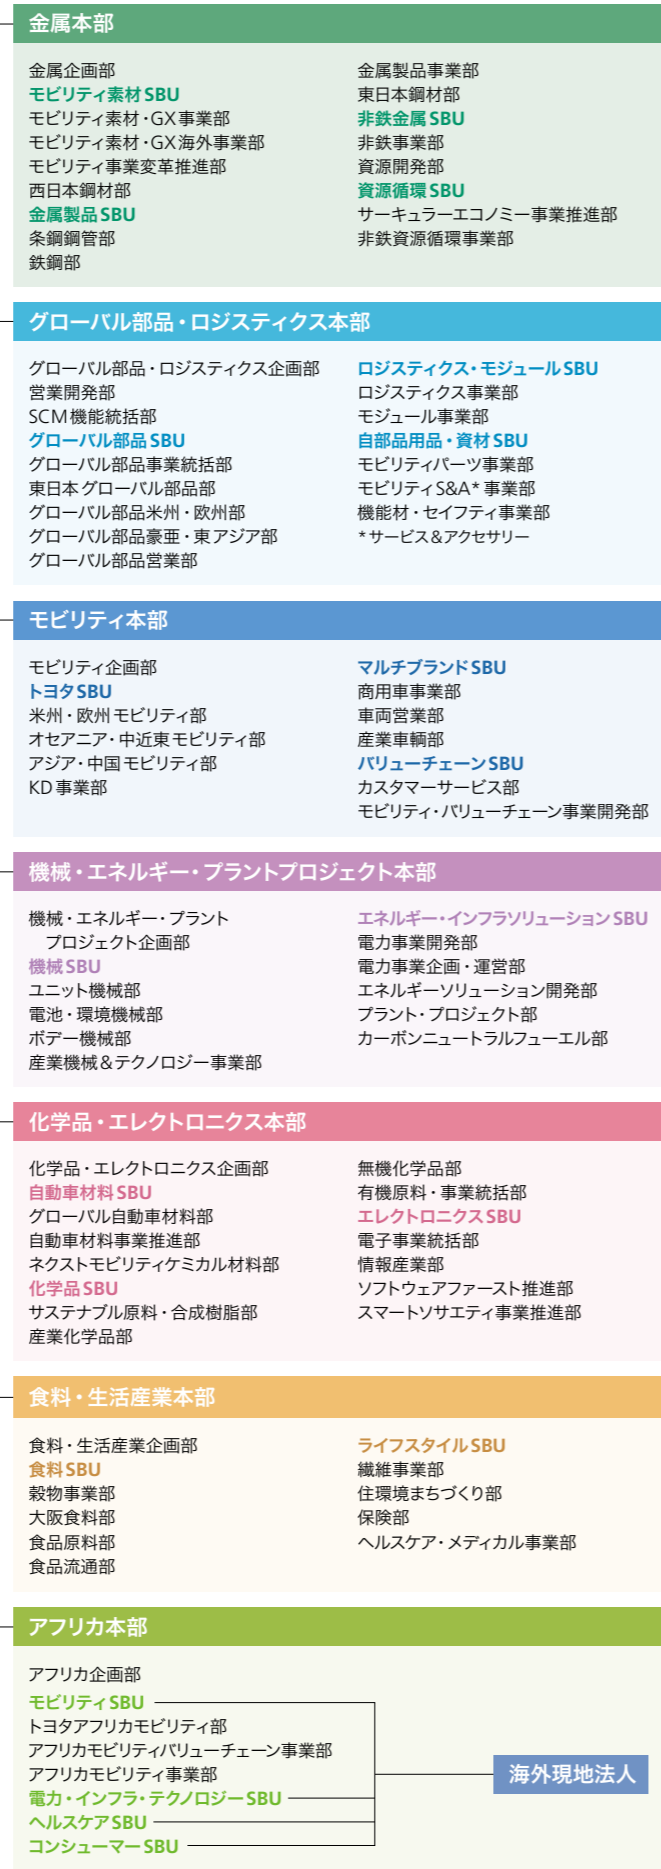 金属本部
金属企画部
モビリティ素材SBU
モビリティ素材・GX事業部
モビリティ素材・GX海外事業部
モビリティ事業変革推進部
西日本鋼材部
金属製品SBU
条鋼鋼管部
鉄鋼部
金属製品事業部
東日本鋼材部
非鉄金属SBU
非鉄事業部
資源開発部
資源循環SBU
サーキュラーエコノミー事業推進部
非鉄資源循環事業部
グローバル部品・ロジスティクス本部
グローバル部品・ロジスティクス企画部
営業開発部
SCM機能統括部
グローバル部品SBU
グローバル部品事業統括部
東日本グローバル部品部
グローバル部品米州・欧州部
グローバル部品豪亜・東アジア部
グローバル部品営業部
ロジスティクス・モジュールSBU
ロジスティクス事業部
モジュール事業部
自部品用品・資材SBU
モビリティパーツ事業部
モビリティS&A*事業部
機能材・セイフティ事業部
*サービス&アクセサリー
モビリティ本部
モビリティ企画部
トヨタSBU
米州・欧州モビリティ部
オセアニア・中近東モビリティ部
アジア・中国モビリティ部
KD事業部
マルチブランドSBU
商用車事業部
車両営業部
産業車輌部
バリューチェーンSBU
カスタマーサービス部
モビリティ・バリューチェーン事業開発部
機械・エネルギー・プラントプロジェクト本部
機械・エネルギー・プラント
プロジェクト企画部
機械SBU
ユニット機械部
電池・環境機械部
ボデー機械部
産業機械&テクノロジー事業部
エネルギー・インフラソリューションSBU
電力事業開発部
電力事業企画・運営部
エネルギーソリューション開発部
プラント・プロジェクト部
カーボンニュートラルフューエル部
化学品・エレクトロニクス本部
化学品・エレクトロニクス企画部
自動車材料SBU
グローバル自動車材料部
自動車材料事業推進部
ネクストモビリティケミカル材料部
化学品SBU
サステナブル原料・合成樹脂部
産業化学品部
無機化学品部
有機原料・事業統括部
エレクトロニクスSBU
電子事業統括部
情報産業部
ソフトウェアファースト推進部
スマートソサエティ事業推進部
食料・生活産業本部
食料・生活産業企画部
食料SBU
穀物事業部
大阪食料部
食品原料部
食品流通部
ライフスタイルSBU
繊維事業部
住環境まちづくり部
保険部
ヘルスケア・メディカル事業部
アフリカ本部
アフリカ企画部
モビリティSBU
トヨタアフリカモビリティ部
アフリカモビリティバリューチェーン事業部
アフリカモビリティ事業部
電力・インフラ・テクノロジーSBU
ヘルスケアSBU
コンシューマーSBU
海外現地法人